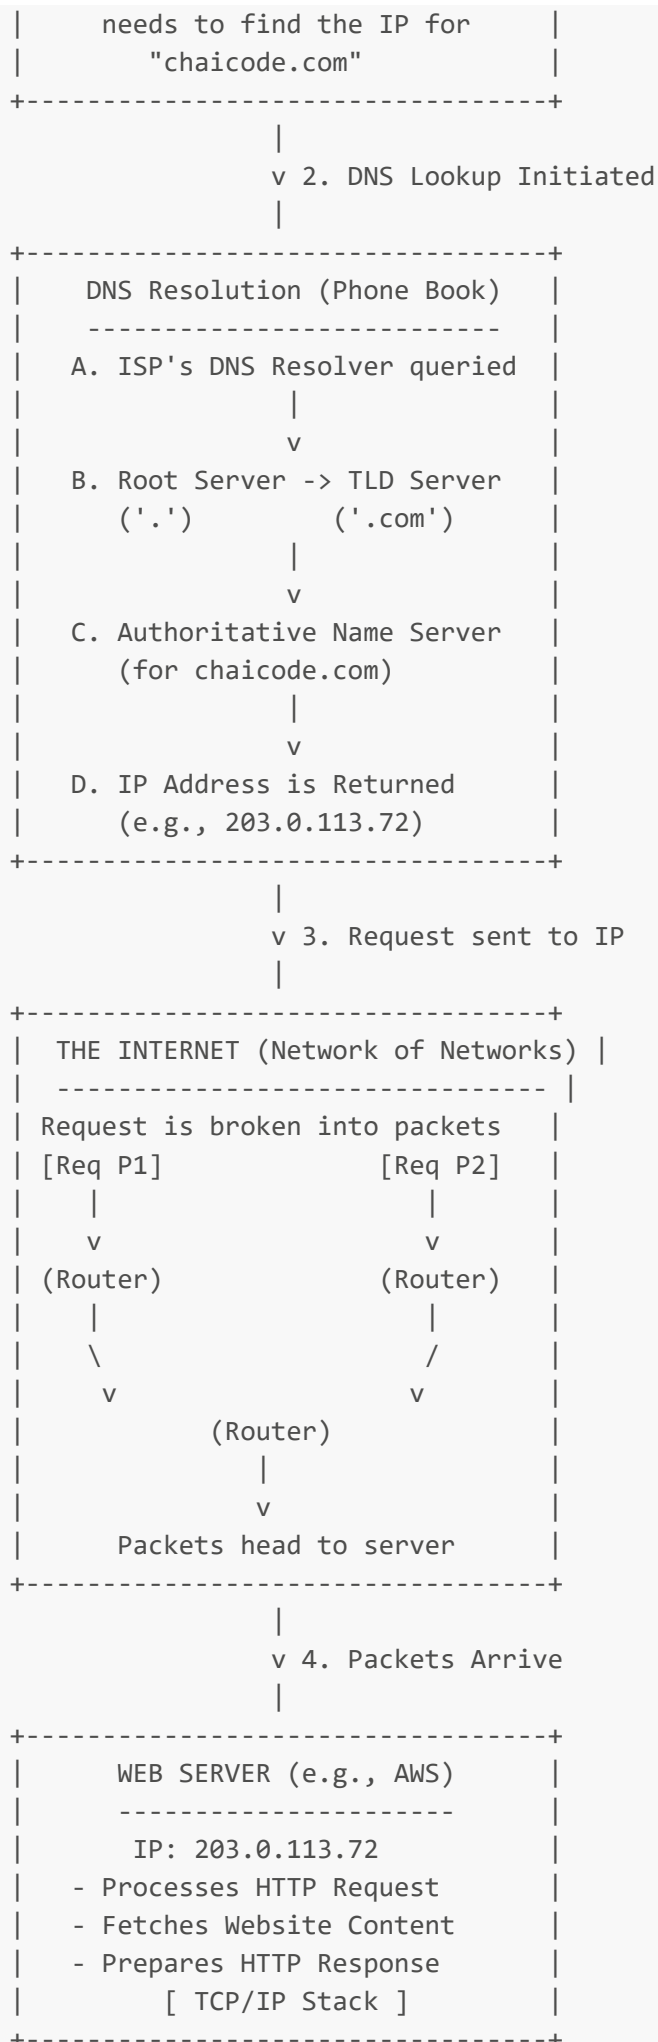 |     needs to find the IP for     |
|        "chaicode.com"            |
+----------------------------------+
                 |
                 v 2. DNS Lookup Initiated
                 |
+----------------------------------+
|    DNS Resolution (Phone Book)   |
|    ---------------------------   |
|   A. ISP's DNS Resolver queried  |
|                 |                |
|                 v                |
|   B. Root Server -> TLD Server   |
|      ('.')         ('.com')      |
|                 |                |
|                 v                |
|   C. Authoritative Name Server   |
|      (for chaicode.com)          |
|                 |                |
|                 v                |
|   D. IP Address is Returned      |
|      (e.g., 203.0.113.72)        |
+----------------------------------+
                 |
                 v 3. Request sent to IP
                 |
+----------------------------------+
|  THE INTERNET (Network of Networks) |
|  -------------------------------- |
| Request is broken into packets   |
| [Req P1]              [Req P2]   |
|    |                     |       |
|    v                     v       |
| (Router)              (Router)   |
|    |                     |       |
|    \                     /       |
|     v                   v        |
|            (Router)              |
|               |                  |
|               v                  |
|      Packets head to server      |
+----------------------------------+
                 |
                 v 4. Packets Arrive
                 |
+----------------------------------+
|      WEB SERVER (e.g., AWS)      |
|      ----------------------      |
|       IP: 203.0.113.72           |
|   - Processes HTTP Request       |
|   - Fetches Website Content      |
|   - Prepares HTTP Response       |
|         [ TCP/IP Stack ]         |
+----------------------------------+